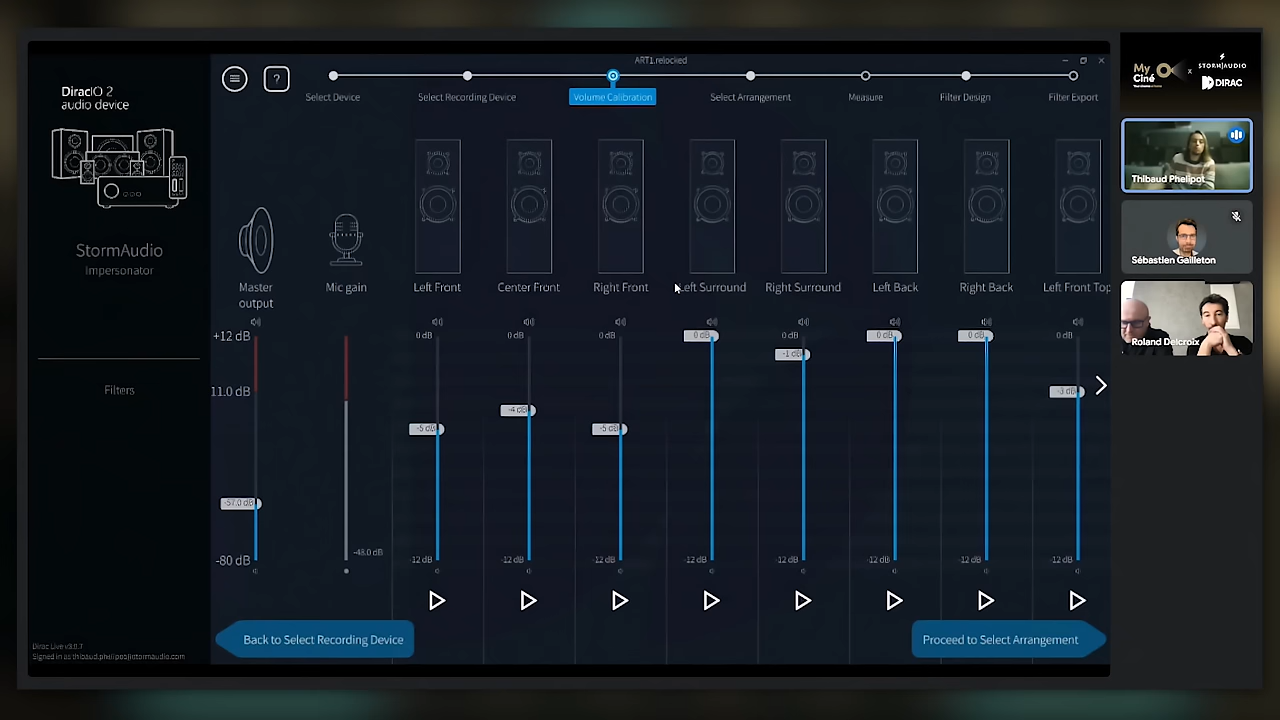 ART1.relocked
DiracIO 2
audio device
StormAudio
Impersonator
Filters
Dirac Live v3.0.7
?
Select Device
Select Recording Device
Volume Calibration
Select Arrangement
Measure
Filter Design
Filter Export
Master
output
Mic gain
Left Front
Center Front
Right Front
Left Surround
Right Surround
Left Back
Right Back
Left Front Top
+12 dB
0 dB
0 dB
0 dB
0 dB
0 dB
0 dB
0 dB
0 dB
-1 dB
11.0 dB
-3 dB
-4 dB
-5 dB
-5 dB
-57.0 dB
-48.0 dB
-80 dB
-12 dB
-12 dB
-12 dB
-12 dB
-12 dB
-12 dB
-12 dB
-12 dB
Back to Select Recording Device
Proceed to Select Arrangement
My
Ciné
x
STORMAUDIO
DIRAC
Thibaud Phelipot
Sébastien Gailleton
Roland Delcroix